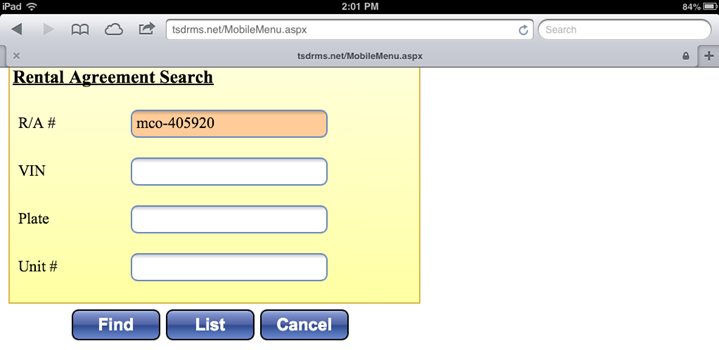 iPad 2:01 PM 84%
tsdrms.net/MobileMenu.aspx Search
tsdrms.net/MobileMenu.aspx
Rental Agreement Search
R/A # mco-405920
VIN
Plate
Unit #
Find List Cancel